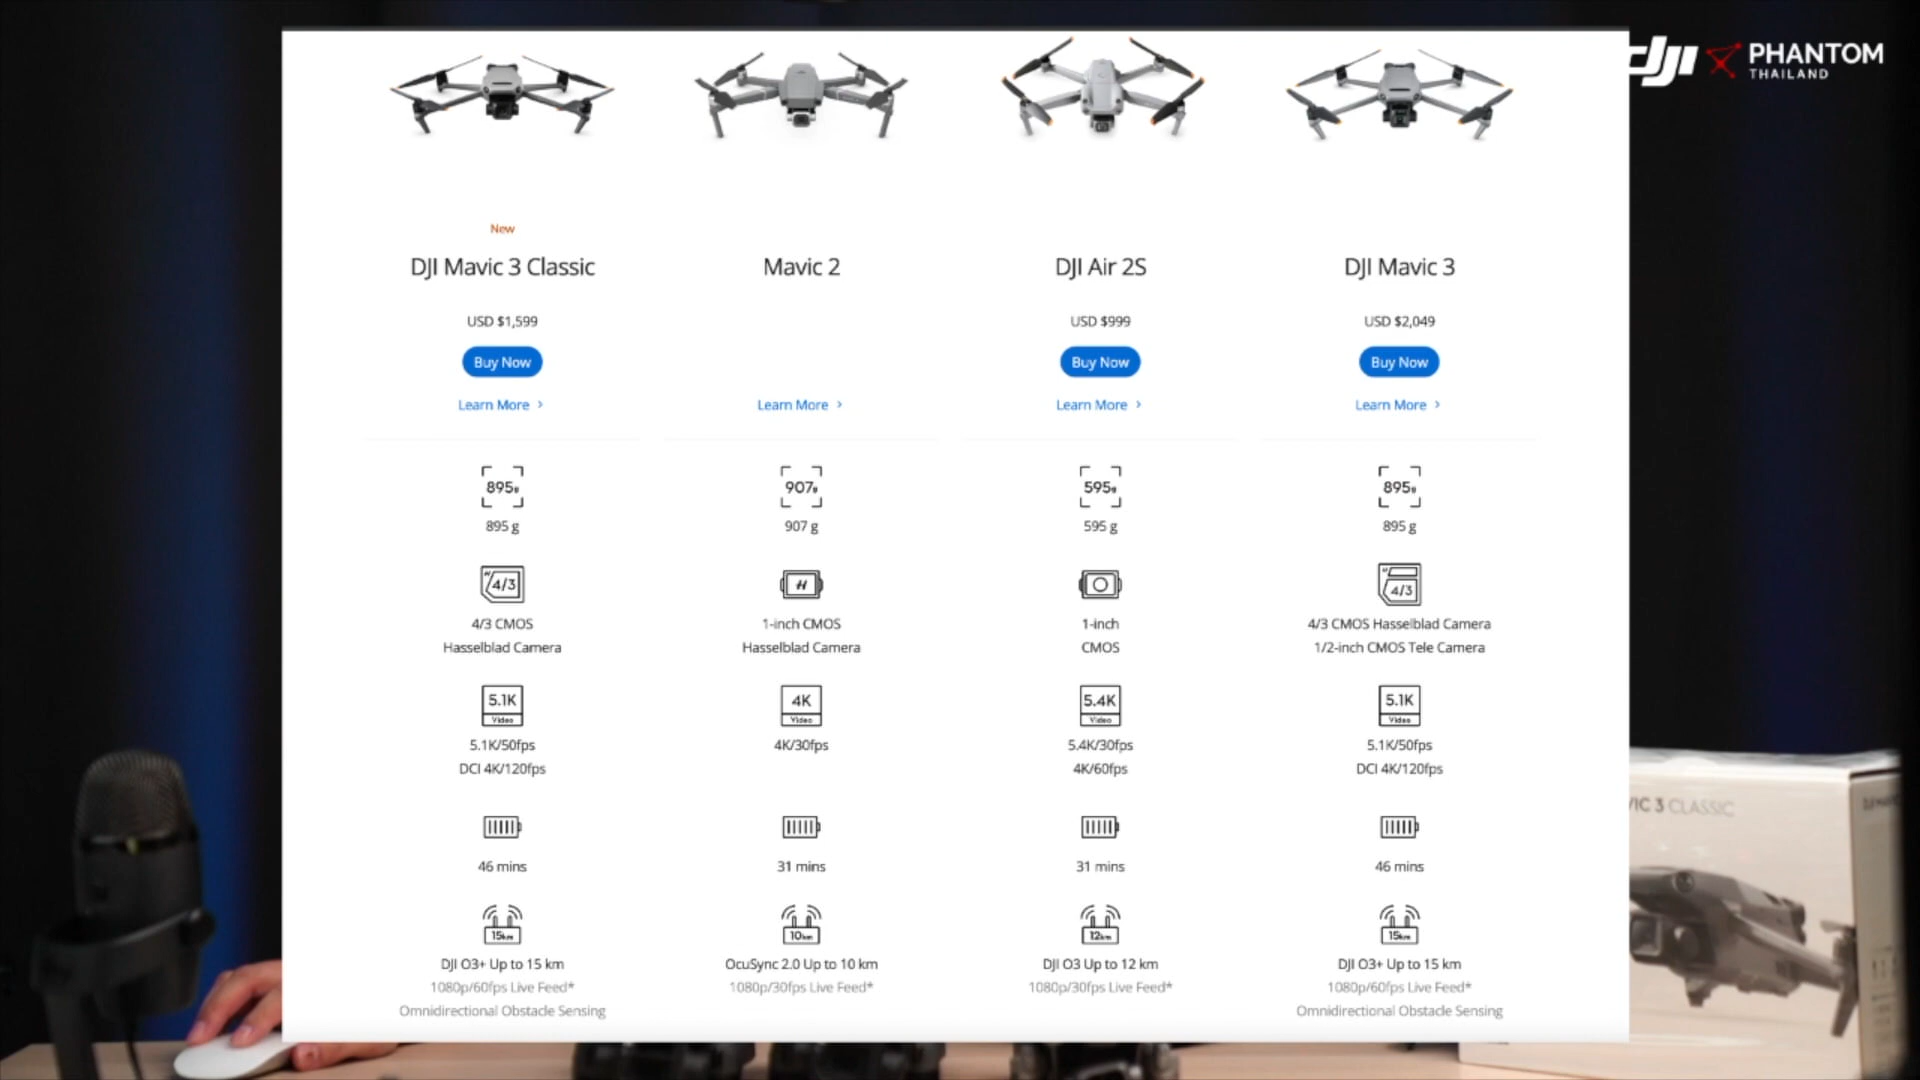 dji PHANTOM
THAILAND
New
DJI Mavic 3 Classic
Mavic 2
DJI Air 2S
DJI Mavic 3
USD $1,599
USD $999
USD $2,049
Buy Now
Buy Now
Buy Now
Learn More >
Learn More >
Learn More >
Learn More >
895g
907g
595g
895g
895 g
907 g
595 g
895 g
H 4/3
H
H 4/3
4/3 CMOS
Hasselblad Camera
1-inch CMOS
Hasselblad Camera
1-inch
CMOS
4/3 CMOS Hasselblad Camera
1/2-inch CMOS Tele Camera
5.1K
Video
4K
Video
5.4K
Video
5.1K
Video
5.1K/50fps
DCI 4K/120fps
4K/30fps
5.4K/30fps
4K/60fps
5.1K/50fps
DCI 4K/120fps
46 mins
31 mins
31 mins
46 mins
15km
10km
12km
15km
DJI O3+ Up to 15 km
1080p/60fps Live Feed*
Omnidirectional Obstacle Sensing
OcuSync 2.0 Up to 10 km
1080p/30fps Live Feed*
DJI O3 Up to 12 km
1080p/30fps Live Feed*
DJI O3+ Up to 15 km
1080p/60fps Live Feed*
Omnidirectional Obstacle Sensing
VIC 3 CLASSIC